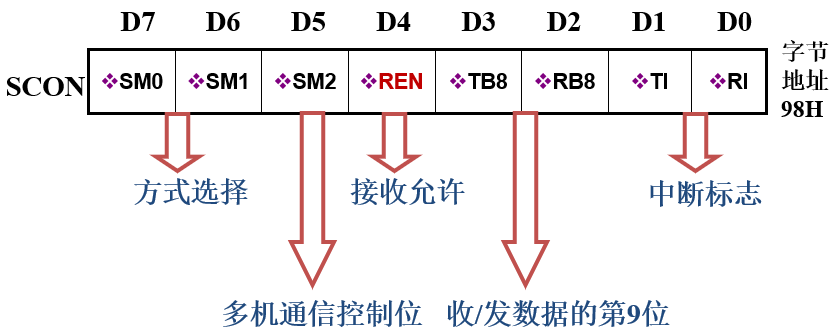 D7 D6 D5 D4 D3 D2 D1 D0
SCON ❖SM0 ❖SM1 ❖SM2 ❖REN ❖TB8 ❖RB8 ❖TI ❖RI
字节
地址
98H
方式选择 接收允许 中断标志
多机通信控制位 收/发数据的第9位